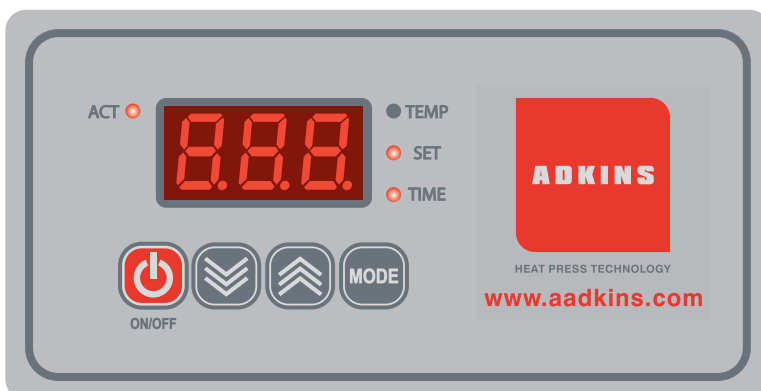 ACT
8.8.8.
TEMP
SET
TIME
MODE
ON/OFF
ADKINS
HEAT PRESS TECHNOLOGY
www.aadkins.com